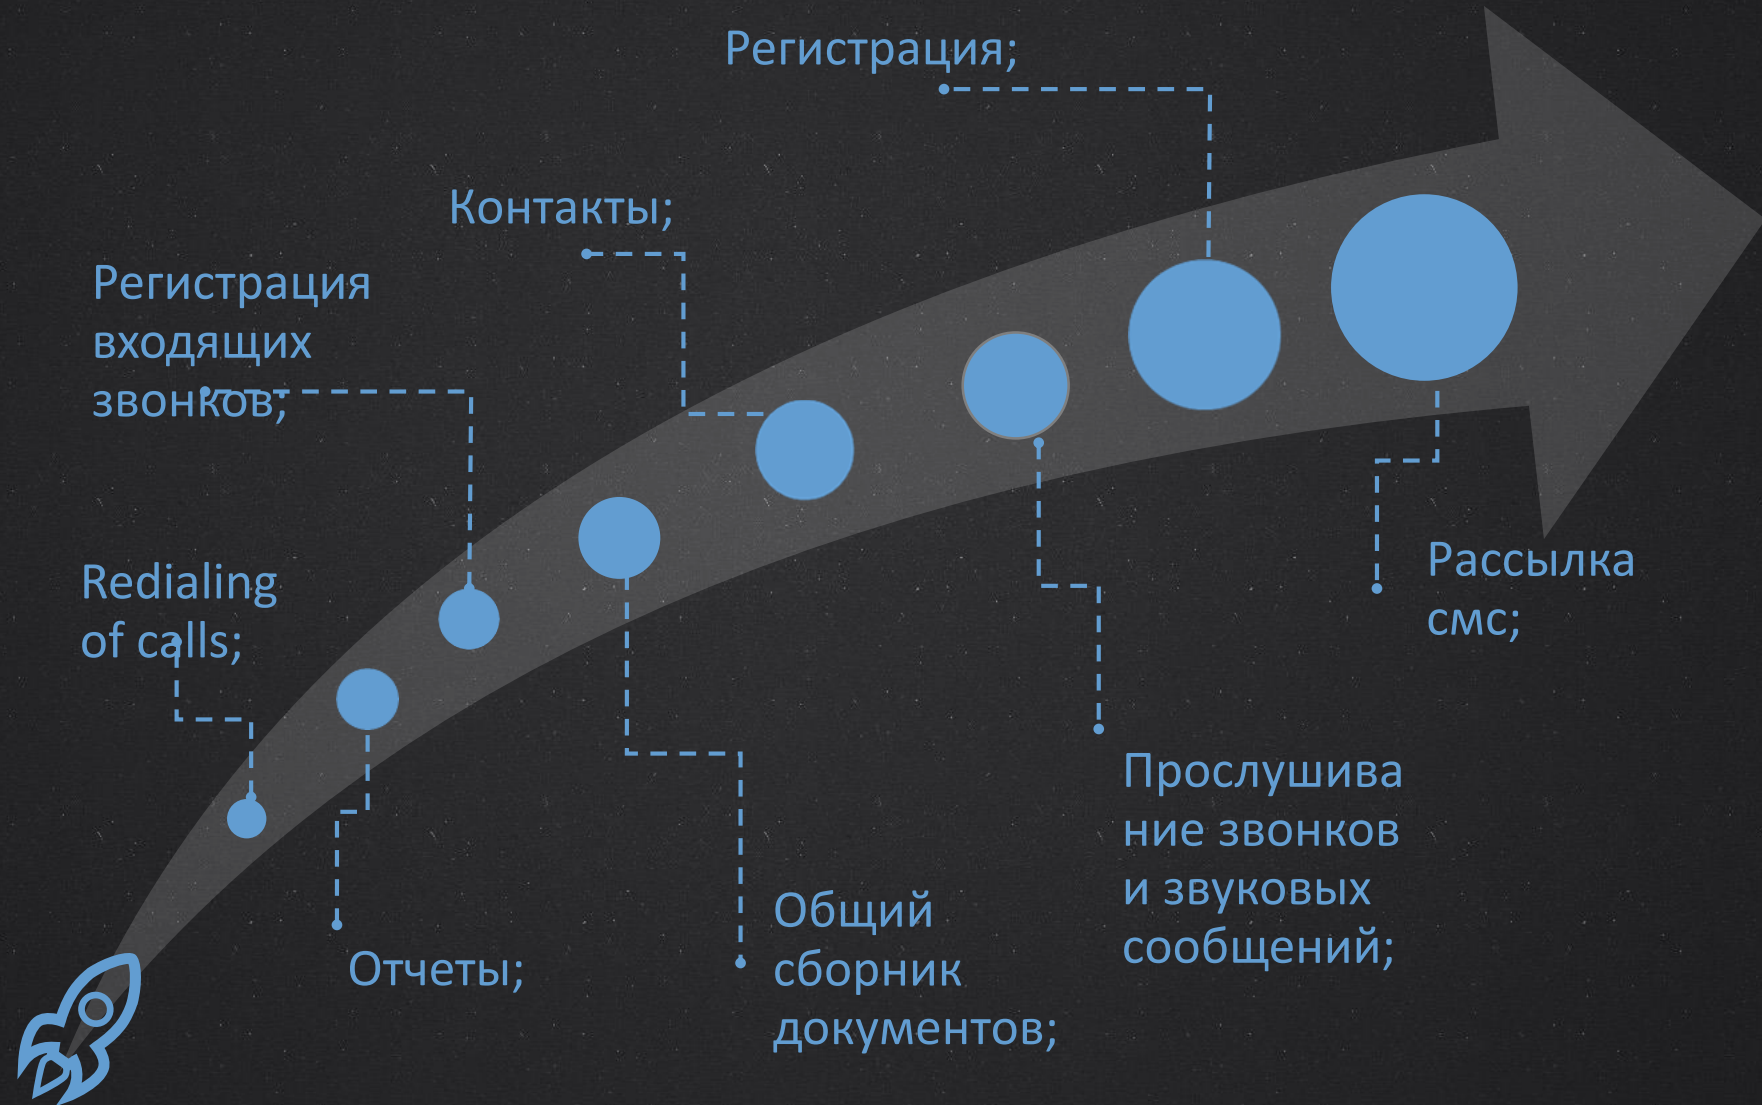 Регистрация;
Контакты;
Регистрация
входящих
звонков;
Redialing
of calls;
Рассылка
смс;
Прослушива
ние звонков
и звуковых
сообщений;
Общий
сборник
документов;
Отчеты;